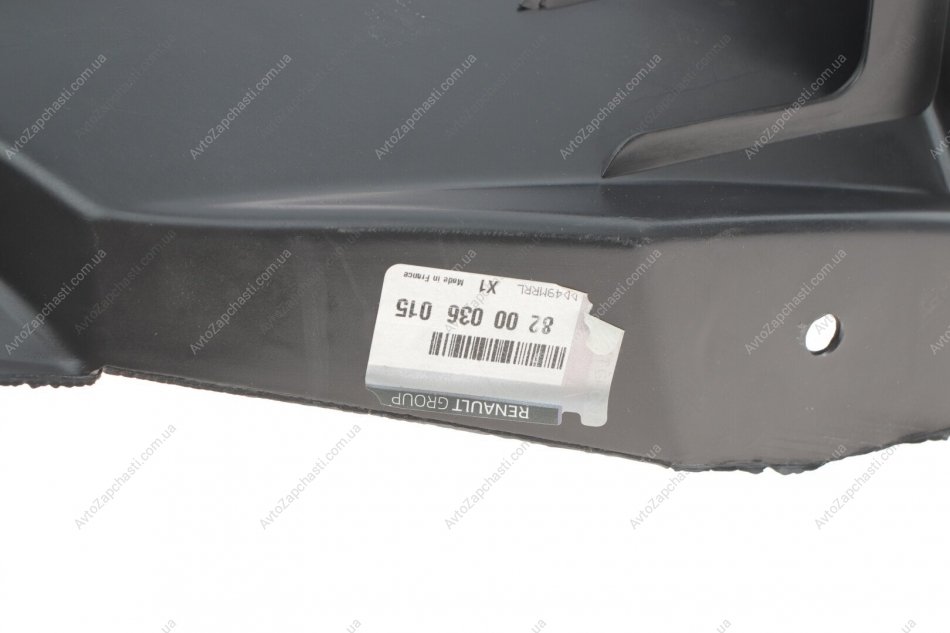 RENAULT GROUP
82 00 036 015
X1
Made in France
AvtoZapchasti.com.ua